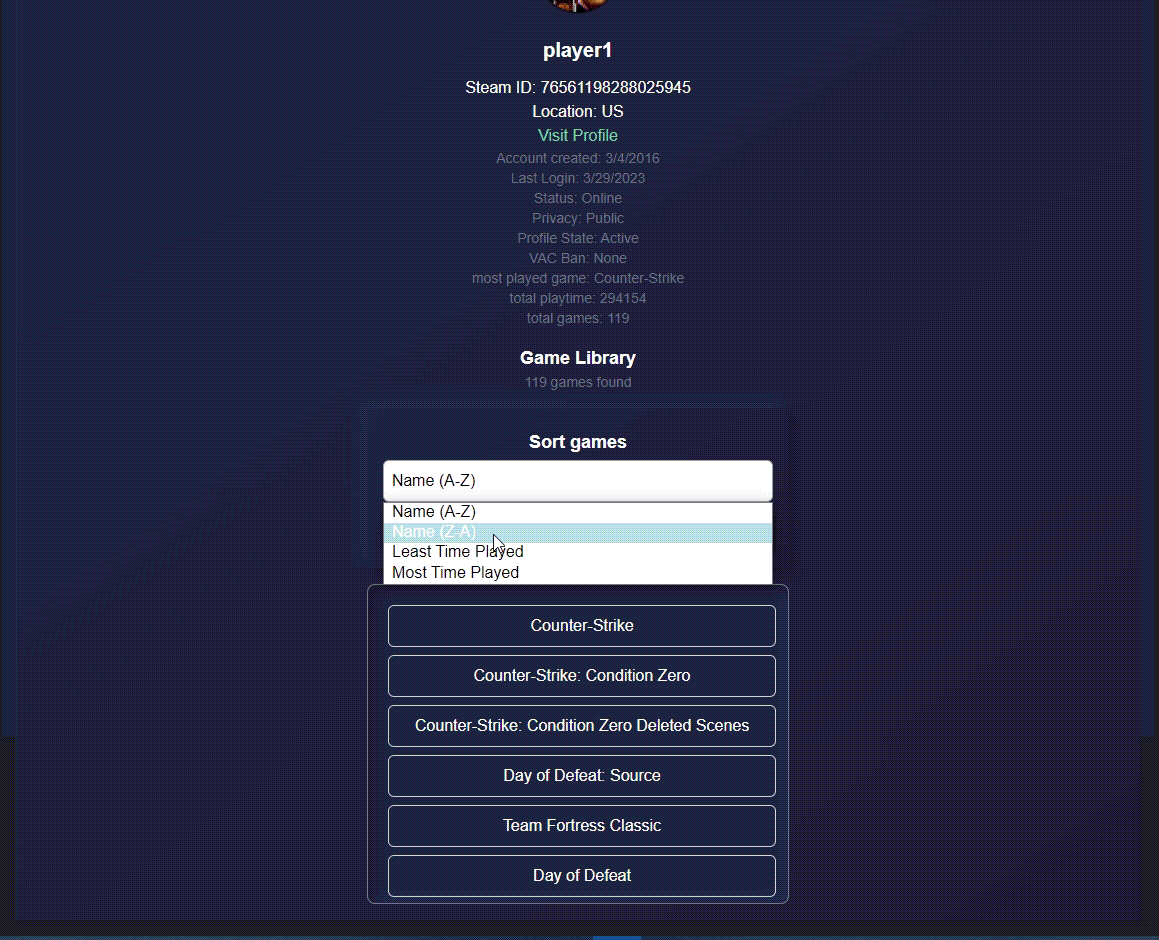 player1
Steam ID: 76561198288025945
Location: US
Visit Profile
Account created: 3/4/2016
Last Login: 3/29/2023
Status: Online
Privacy: Public
Profile State: Active
VAC Ban: None
most played game: Counter-Strike
total playtime: 294154
total games: 119
Game Library
119 games found
Sort games
Name (A-Z)
Name (A-Z)
Name (Z-A)
Least Time Played
Most Time Played
Counter-Strike
Counter-Strike: Condition Zero
Counter-Strike: Condition Zero Deleted Scenes
Day of Defeat: Source
Team Fortress Classic
Day of Defeat